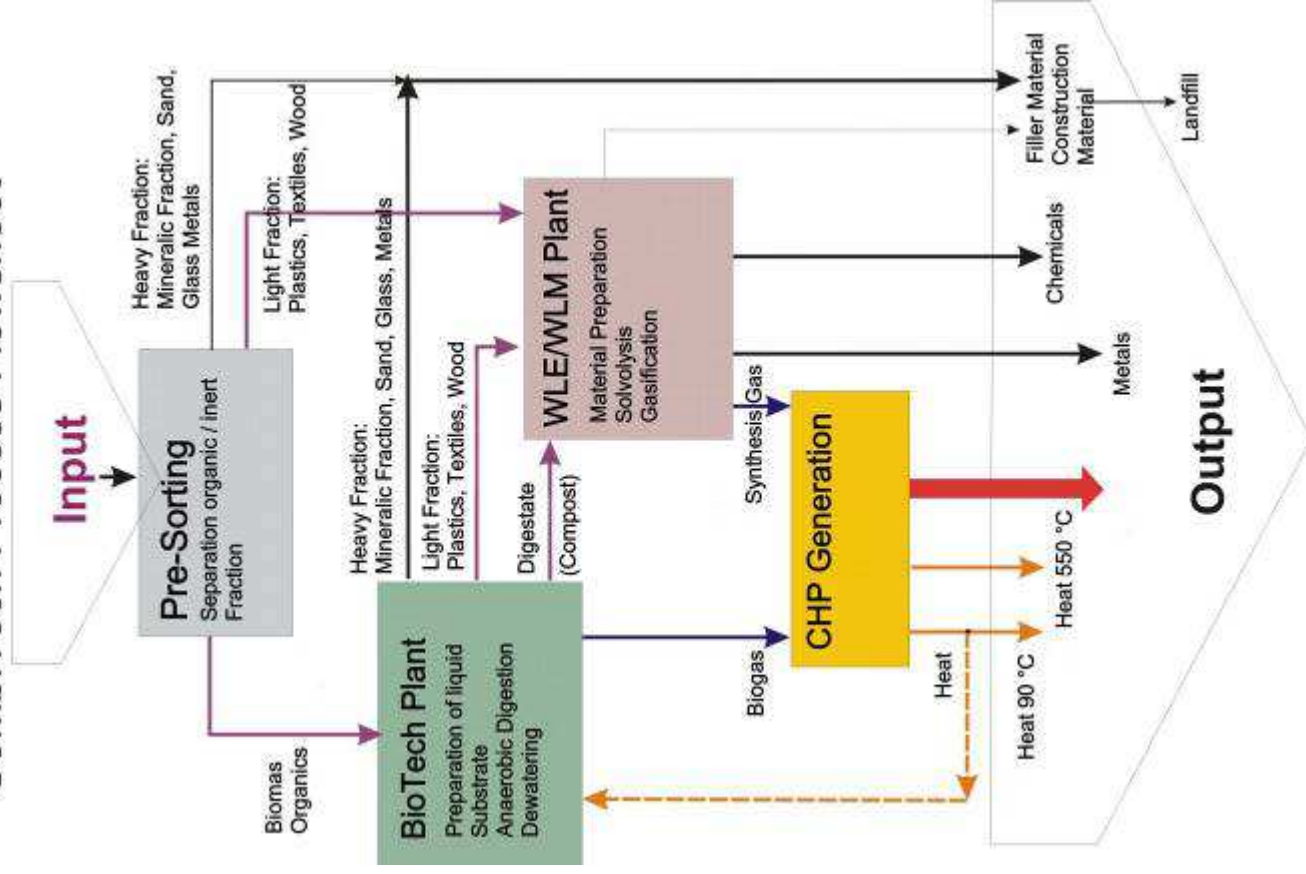 Input
Pre-Sorting
Separation organic / inert
Fraction
Heavy Fraction:
Mineralic Fraction, Sand,
Glass Metals
Light Fraction:
Plastics, Textiles, Wood
Biomas
Organics
BioTech Plant
Preparation of liquid
Substrate
Anaerobic Digestion
Dewatering
Heavy Fraction:
Mineralic Fraction, Sand, Glass, Metals
Light Fraction:
Plastics, Textiles, Wood
Digestate
(Compost)
WLE/WLM Plant
Material Preparation
Solvolysis
Gasification
Biogas
Synthesis Gas
CHP Generation
Heat
Heat 90 °C
Heat 550 °C
Metals
Chemicals
Filler Material
Construction
Material
Landfill
Output